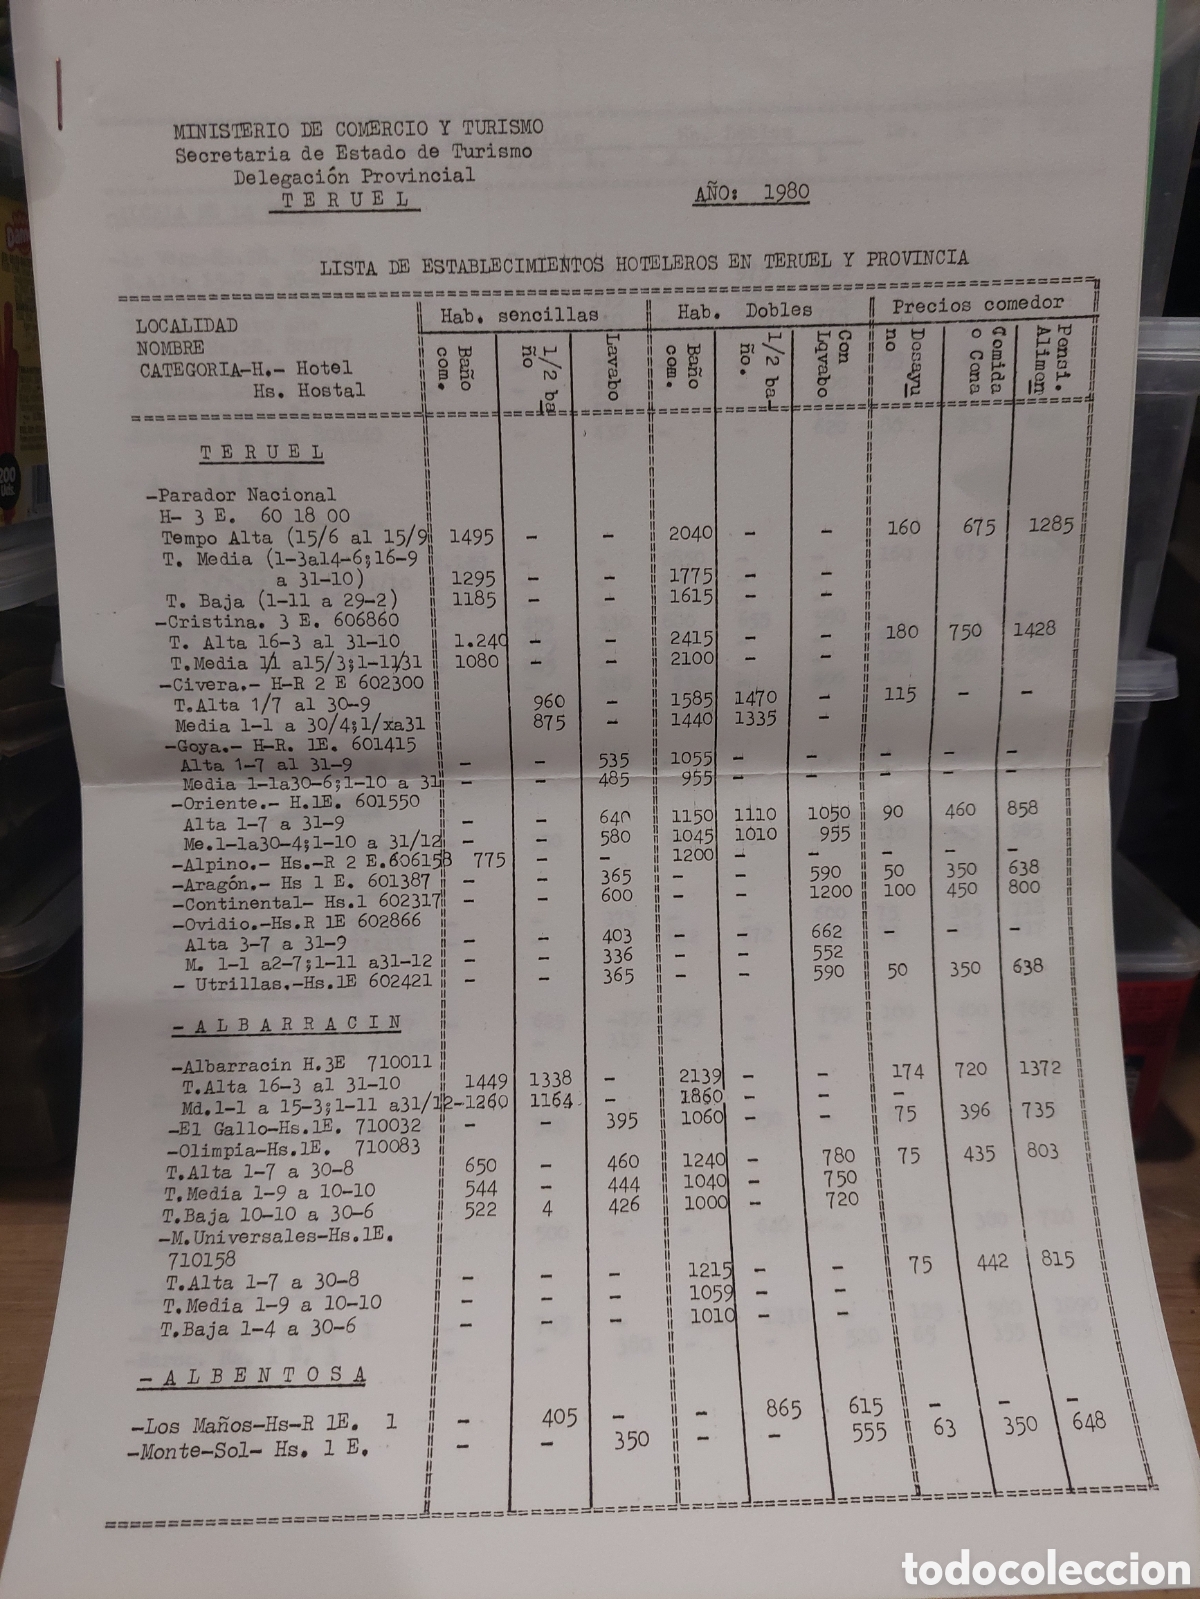 MINISTERIO DE COMERCIO Y TURISMO
Secretaria de Estado de Turismo
Delegación Provincial
TERUEL
AÑO: 1980
LISTA DE ESTABLECIMIENTOS HOTELEROS EN TERUEL Y PROVINCIA
LOCALIDAD
NOMBRE
CATEGORIA-H.- Hotel
Hs. Hostal
Hab. sencillas Hab. Dobles Precios comedor
Baño com. 1/2 ba ño Lavabo Baño com. 1/2 ba ño. Con Lqvabo Desayu no Comida o Cena Pensi. Alimen
TERUEL
-Parador Nacional
H- 3 E. 60 18 00
Tempo Alta (15/6 al 15/9 1495 - - 2040 - - 160 675 1285
T. Media (1-3a14-6;16-9
a 31-10) 1295 - - 1775 - -
T. Baja (1-11 a 29-2) 1185 - - 1615 - -
-Cristina. 3 E. 606860
T. Alta 16-3 al 31-10 1.240 - - 2415 - - 180 750 1428
T.Media 1/1 a15/3;1-11/31 1080 - - 2100 - -
-Civera.- H-R 2 E 602300
T.Alta 1/7 al 30-9 960 - 1585 1470 - 115 - -
Media 1-1 a 30/4;1/xa31 875 - 1440 1335 -
-Goya.- H-R. 1E. 601415
Alta 1-7 al 31-9 - - 535 1055 - - - - -
Media 1-1a30-6;1-10 a 31 - - 485 955 - - - - -
-Oriente.- H.1E. 601550
Alta 1-7 a 31-9 - - 640 1150 1110 1050 90 460 858
Me.1-1a30-4;1-10 a 31/12 - - 580 1045 1010 955
-Alpino.- Hs.-R 2 E.606158 775 - - 1200 - - - - -
-Aragón.- Hs 1 E. 601387 - - 365 - - 590 50 350 638
-Continental- Hs.1 602317 - - 600 - - 1200 100 450 800
-Ovidio.-Hs.R 1E 602866
Alta 3-7 a 31-9 - - 403 - - 662 - - -
M. 1-1 a2-7;1-11 a31-12 - - 336 - - 552
- Utrillas.-Hs.1E 602421 - - 365 - - 590 50 350 638
-ALBARRACIN
-Albarracin H.3E 710011
T.Alta 16-3 al 31-10 1449 1338 - 2139 - - 174 720 1372
Md.1-1 a 15-3;1-11 a31/12-1260 1164 - 1860 - - -
-El Gallo-Hs.1E. 710032 - - 395 1060 - - 75 396 735
-Olimpia-Hs.1E. 710083
T.Alta 1-7 a 30-8 650 - 460 1240 - 780 75 435 803
T.Media 1-9 a 10-10 544 - 444 1040 - 750
T.Baja 10-10 a 30-6 522 4 426 1000 - 720
-M.Universales-Hs.1E.
710158
T.Alta 1-7 a 30-8 - - - 1215 - - 75 442 815
T.Media 1-9 a 10-10 - - - 1059 - -
T.Baja 1-4 a 30-6 - - - 1010 - -
-ALBENTOSA
-Los Maños-Hs-R 1E. 1 - 405 - - 865 615 - - -
-Monte-Sol- Hs. 1 E. - - 350 - - 555 63 350 648
todocoleccion